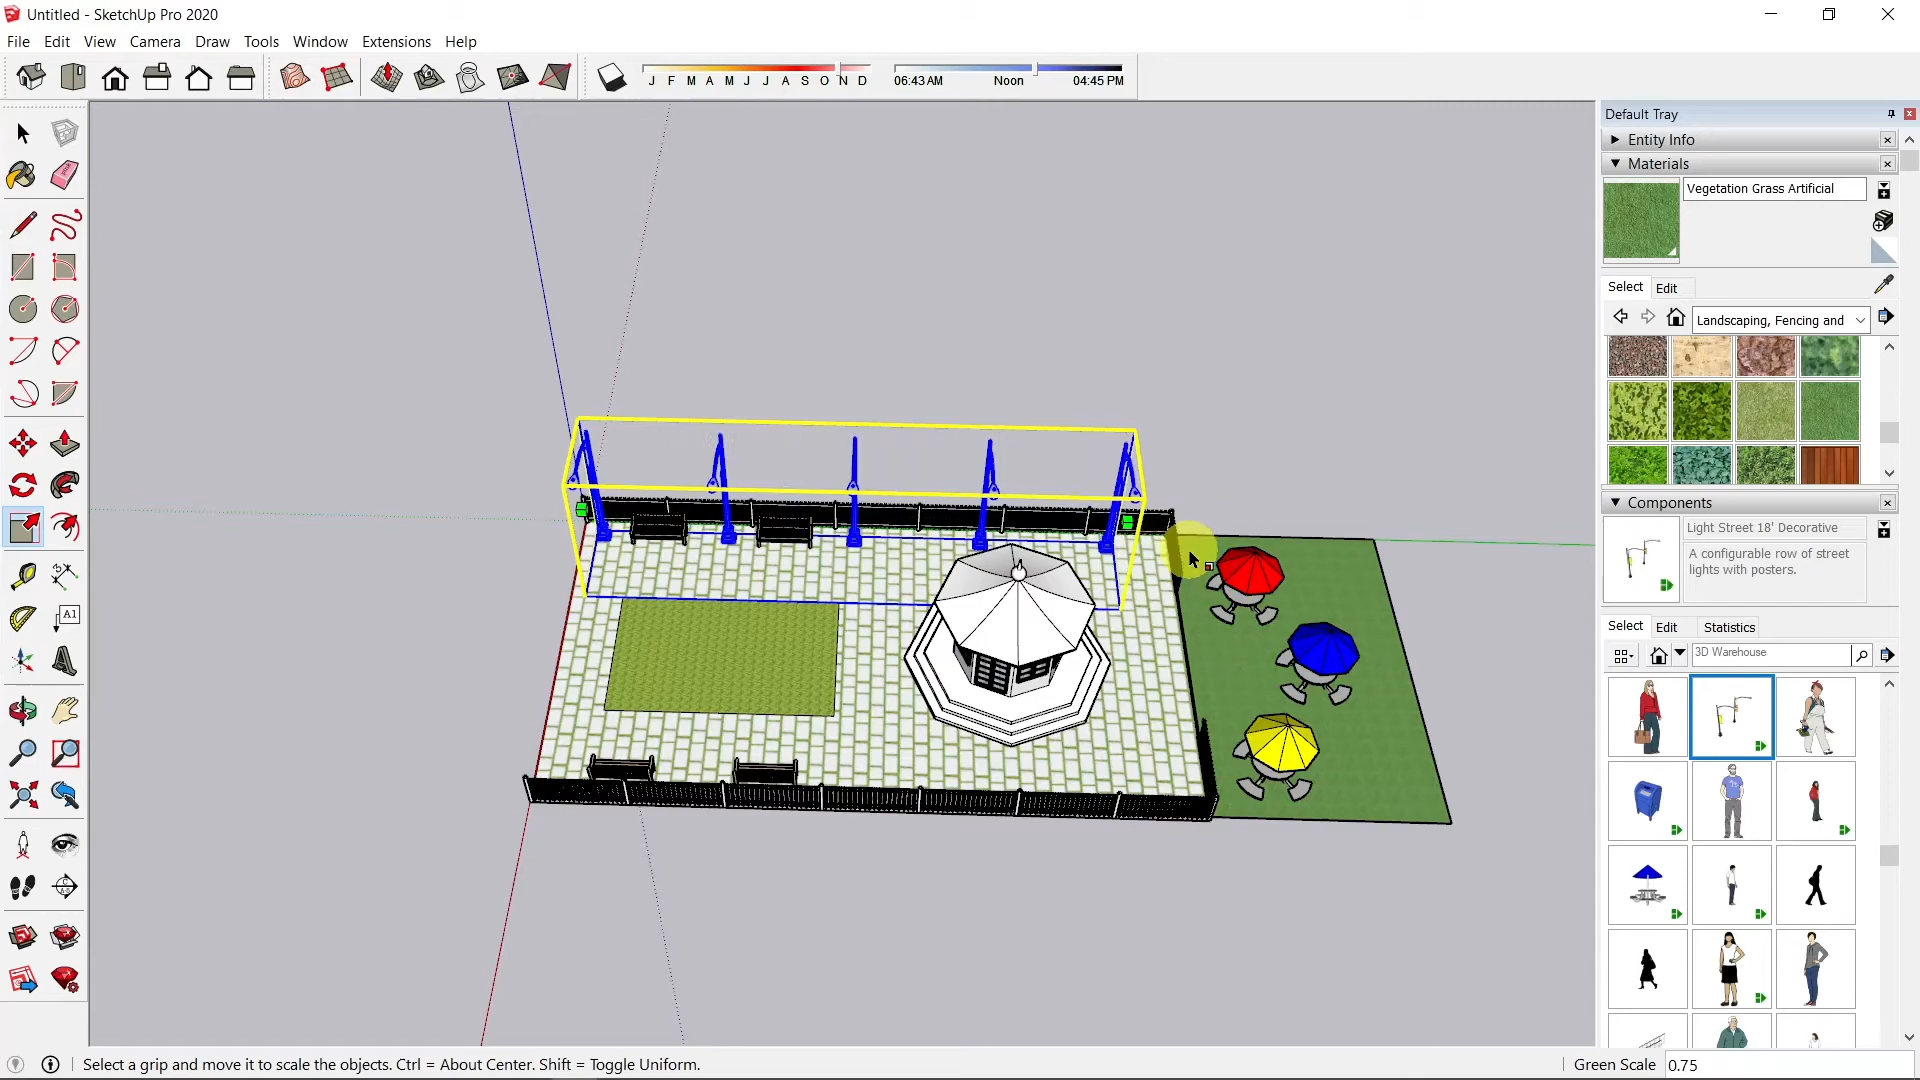 Untitled - SketchUp Pro 2020
File Edit View Camera Draw Tools Window Extensions Help
J F M A M J J A S O N D
06:43 AM Noon 04:45 PM
Default Tray
Entity Info
Materials
Vegetation Grass Artificial
Select Edit
Landscaping, Fencing and
Components
Light Street 18' Decorative
A configurable row of street
lights with posters.
Select Edit Statistics
3D Warehouse
A1
Select a grip and move it to scale the objects. Ctrl = About Center. Shift = Toggle Uniform.
Green Scale 0.75